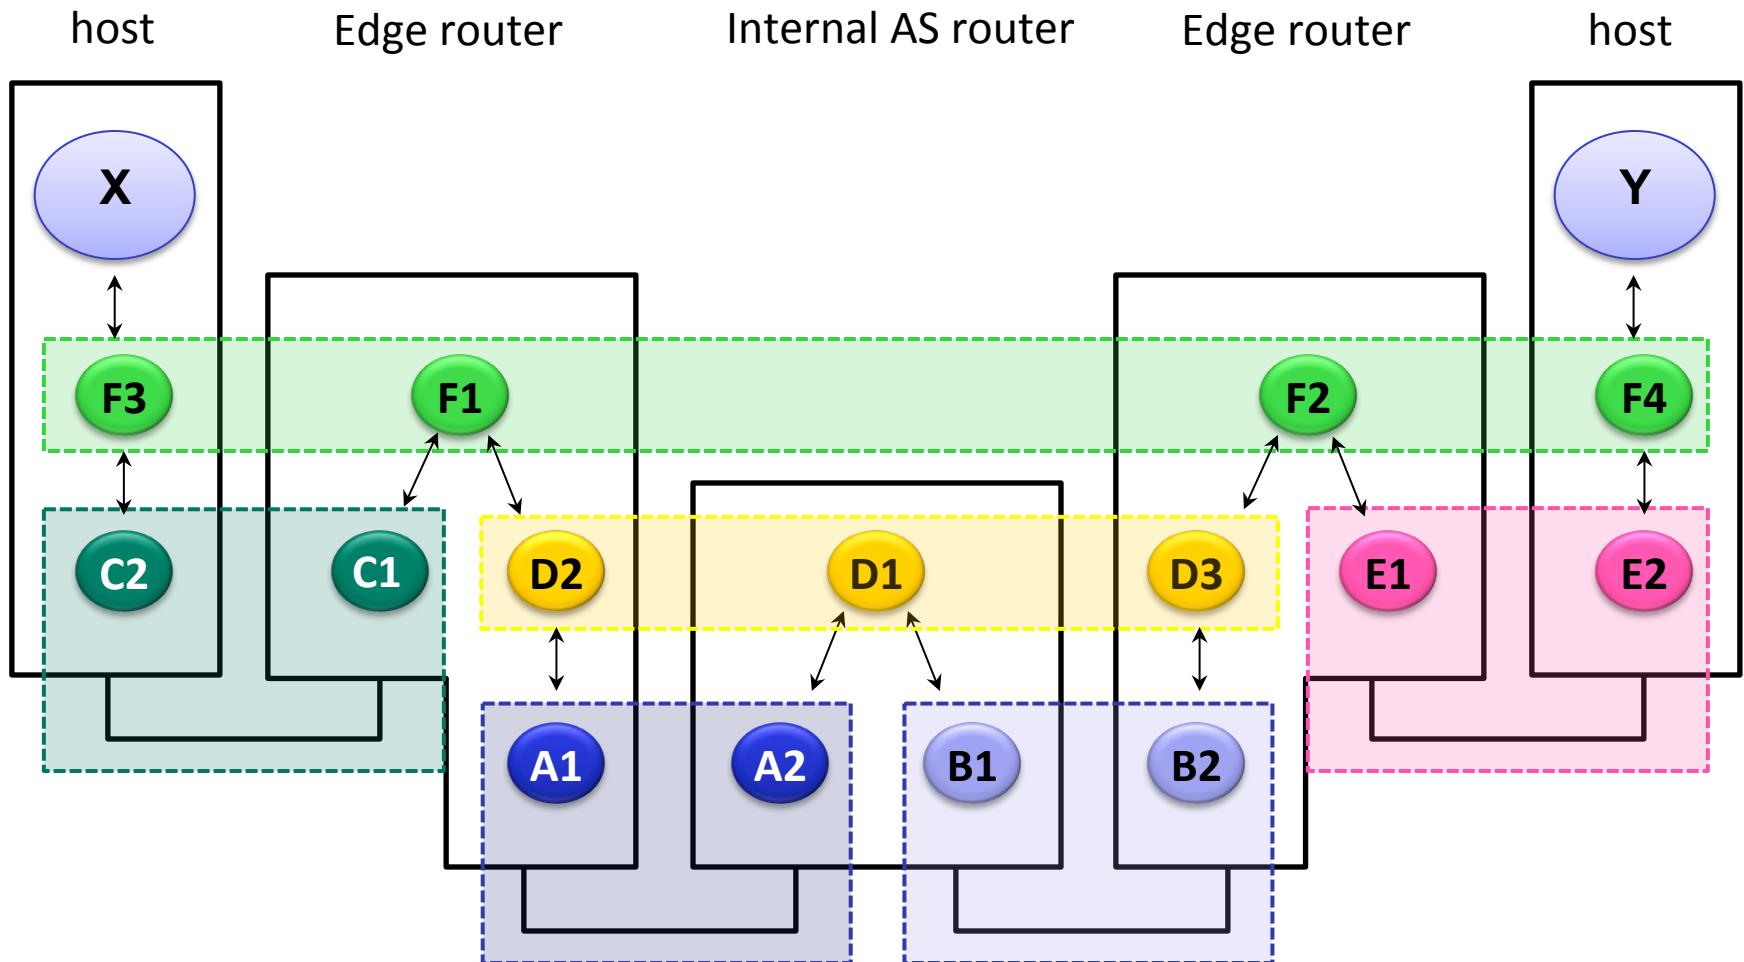 host Edge router Internal AS router Edge router host
X Y
F3 F1 F2 F4
C2 C1 D2 D1 D3 E1 E2
A1 A2 B1 B2